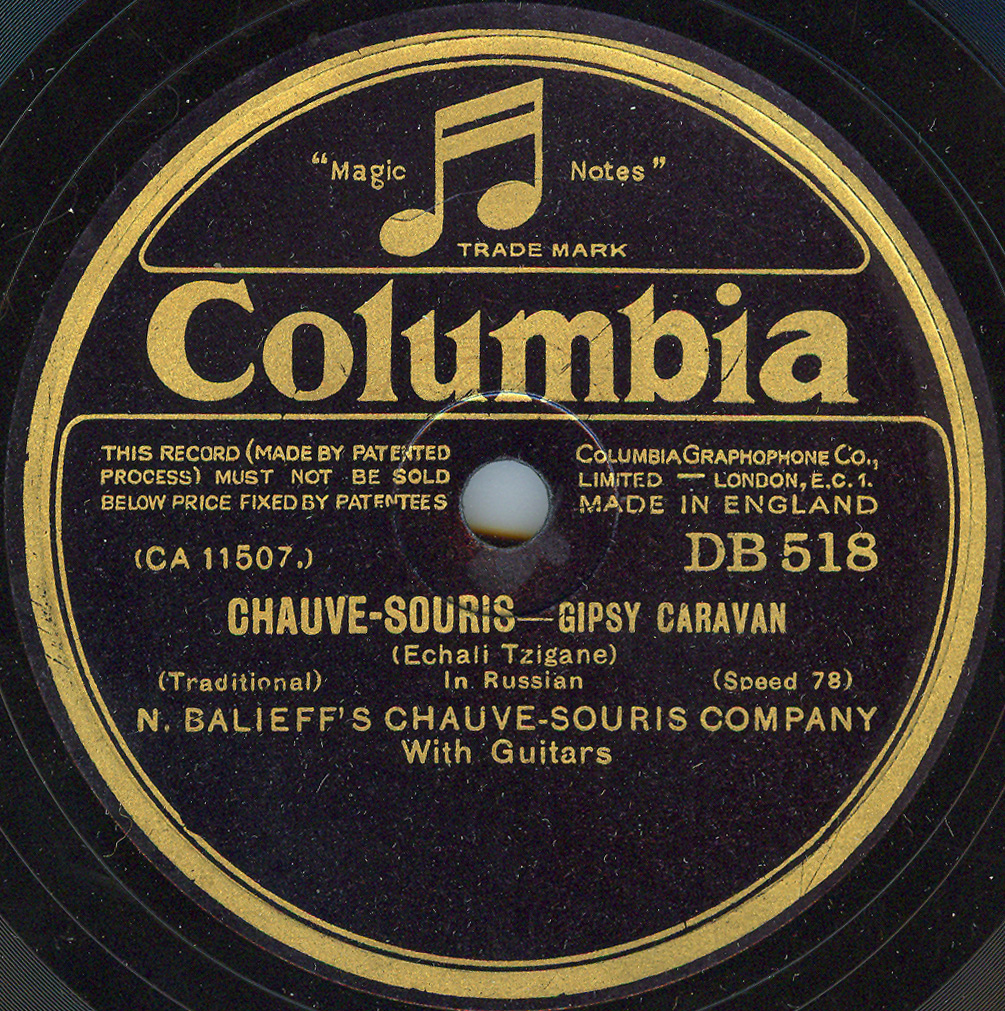 “Magic Notes”
TRADE MARK
Columbia
THIS RECORD (MADE BY PATENTED
PROCESS) MUST NOT BE SOLD
BELOW PRICE FIXED BY PATENTEES
COLUMBIA GRAPHOPHONE CO.,
LIMITED — LONDON, E.C.1.
MADE IN ENGLAND
(CA 11507.)
DB 518
CHAUVE-SOURIS—GIPSY CARAVAN
(Echali Tzigane)
(Traditional) In Russian (Speed 78)
N. BALIEFF'S CHAUVE-SOURIS COMPANY
With Guitars